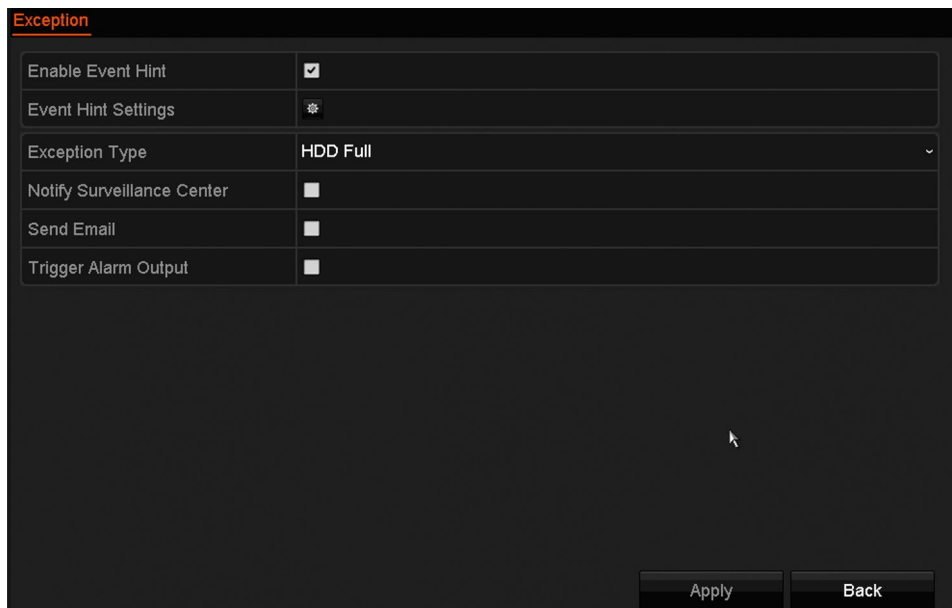 Exception
Enable Event Hint
Event Hint Settings
Exception Type HDD Full
Notify Surveillance Center
Send Email
Trigger Alarm Output
Apply Back